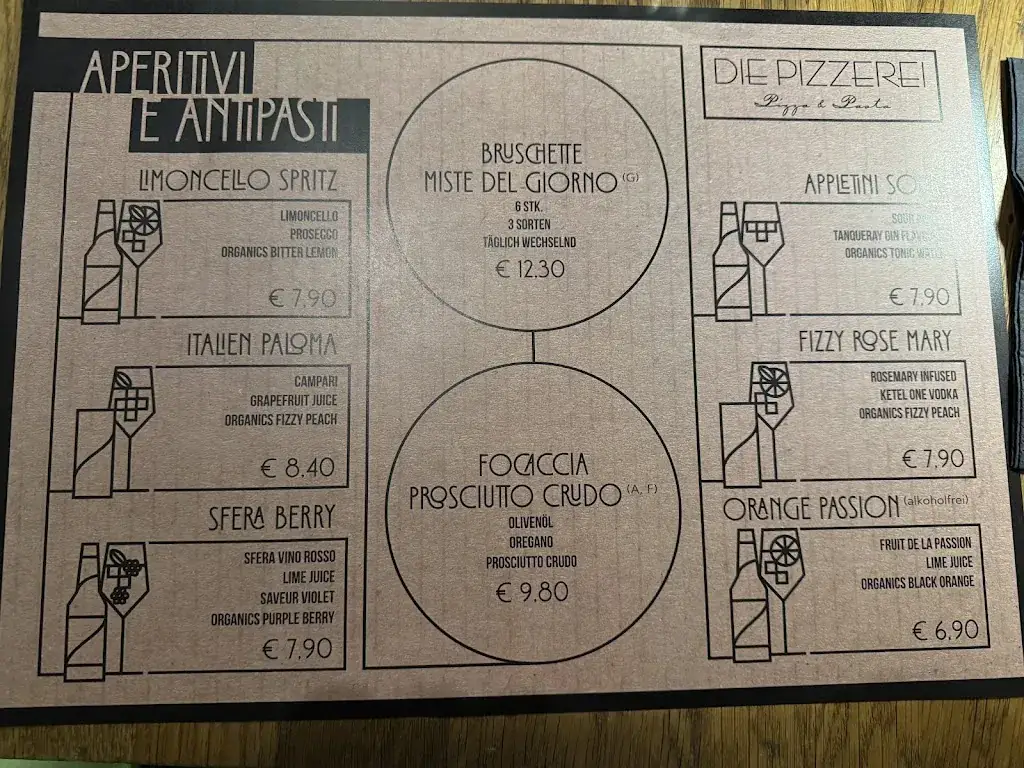 APERITIVI
E ANTIPASTI
LIMONCELLO SPRITZ
LIMONCELLO
PROSECCO
ORGANICS BITTER LEMON
€ 7,90
ITALIEN PALOMA
CAMPARI
GRAPEFRUIT JUICE
ORGANICS FIZZY PEACH
€ 8.40
SFERA BERRY
SFERA VINO ROSSO
LIME JUICE
SAVEUR VIOLET
ORGANICS PURPLE BERRY
€ 7,90
BRUSCHETTE
MISTE DEL GIORNO (G)
6 STK.
3 SORTEN
TÄGLICH WECHSELND
€ 12.30
FOCACCIA
PROSCIUTTO CRUDO (A, F)
OLIVENÖL
OREGANO
PROSCIUTTO CRUDO
€ 9.80
DIE PIZZEREI
Pizza & Pasta
APPLETINI
SOUR
TANQUERAY GIN
ORGANICS TONIC WATER
€ 7,90
FIZZY ROSE MARY
ROSEMARY INFUSED
KETEL ONE VODKA
ORGANICS FIZZY PEACH
€ 7,90
ORANGE PASSION (alkoholfrei)
FRUIT DE LA PASSION
LIME JUICE
ORGANICS BLACK ORANGE
€ 6,90